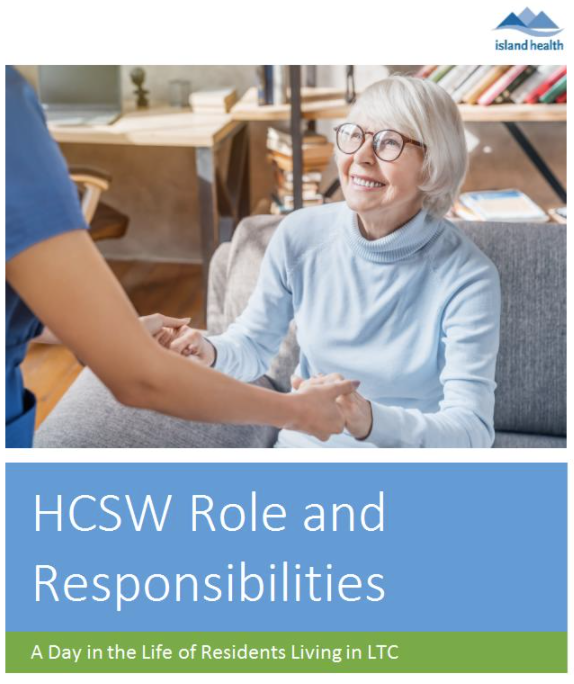 island health
HCSW Role and
Responsibilities
A Day in the Life of Residents Living in LTC